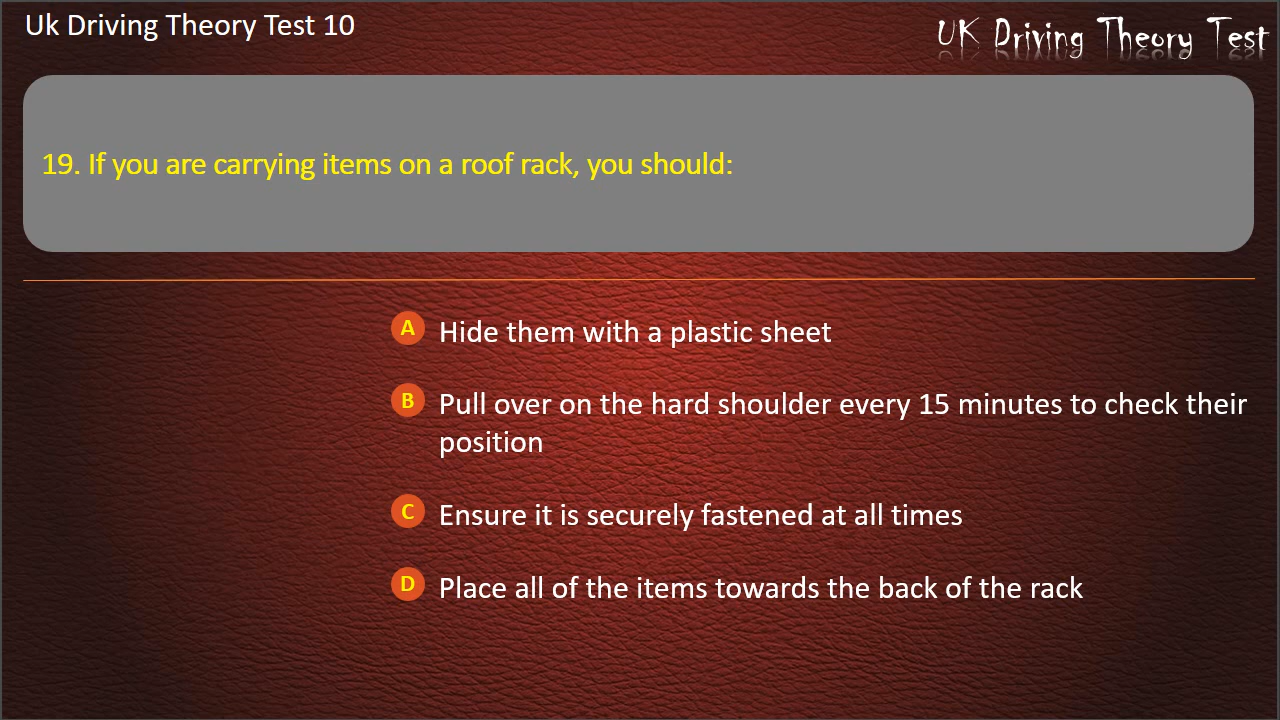 Uk Driving Theory Test 10
UK Driving Theory Test
19. If you are carrying items on a roof rack, you should:
A Hide them with a plastic sheet
B Pull over on the hard shoulder every 15 minutes to check their
position
C Ensure it is securely fastened at all times
D Place all of the items towards the back of the rack